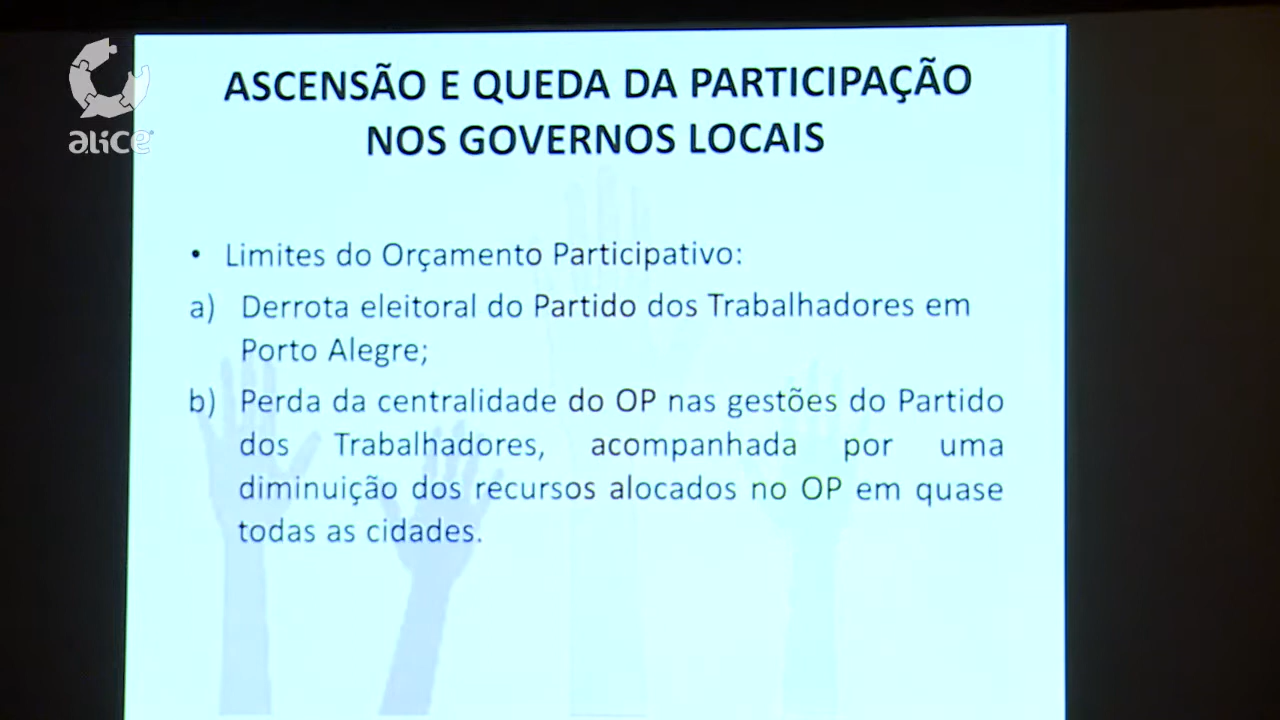 alice
ASCENSÃO E QUEDA DA PARTICIPAÇÃO
NOS GOVERNOS LOCAIS
• Limites do Orçamento Participativo:
a) Derrota eleitoral do Partido dos Trabalhadores em
Porto Alegre;
b) Perda da centralidade do OP nas gestões do Partido
dos Trabalhadores, acompanhada por uma
diminuição dos recursos alocados no OP em quase
todas as cidades.